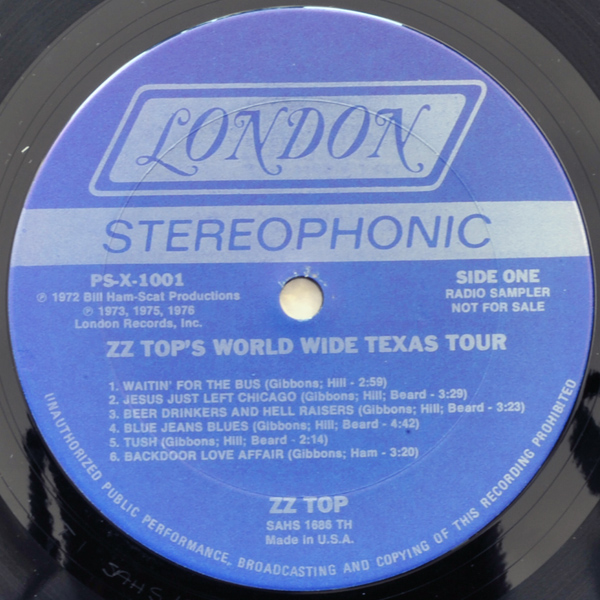 LONDON
STEREOPHONIC
PS-X-1001
℗ 1972 Bill Ham-Scat Productions
℗ 1973, 1975, 1976
London Records, Inc.
SIDE ONE
RADIO SAMPLER
NOT FOR SALE
ZZ TOP'S WORLD WIDE TEXAS TOUR
1. WAITIN' FOR THE BUS (Gibbons; Hill - 2:59)
2. JESUS JUST LEFT CHICAGO (Gibbons; Hill; Beard - 3:29)
3. BEER DRINKERS AND HELL RAISERS (Gibbons; Hill; Beard - 3:23)
4. BLUE JEANS BLUES (Gibbons; Hill; Beard - 4:42)
5. TUSH (Gibbons; Hill; Beard - 2:14)
6. BACKDOOR LOVE AFFAIR (Gibbons; Ham - 3:20)
ZZ TOP
SAHS 1686 TH
Made in U.S.A.
UNAUTHORIZED PUBLIC PERFORMANCE, BROADCASTING AND COPYING OF THIS RECORDING PROHIBITED